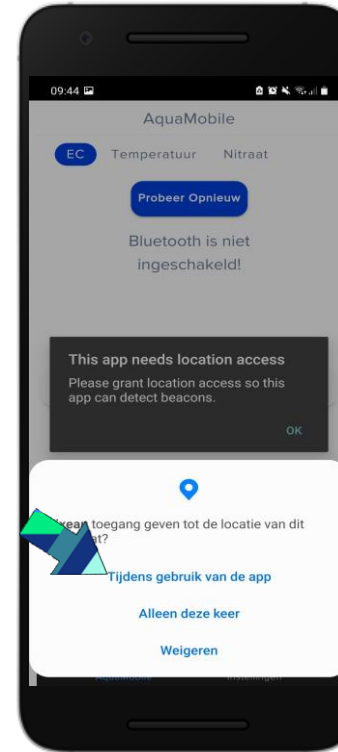 09:44
AquaMobile
EC Temperatuur Nitraat
Probeer Opnieuw
Bluetooth is niet
ingeschakeld!
This app needs location access
Please grant location access so this
app can detect beacons.
OK
toegang geven tot de locatie van dit
Tijdens gebruik van de app
Alleen deze keer
Weigeren
AquaMobile Instellingen